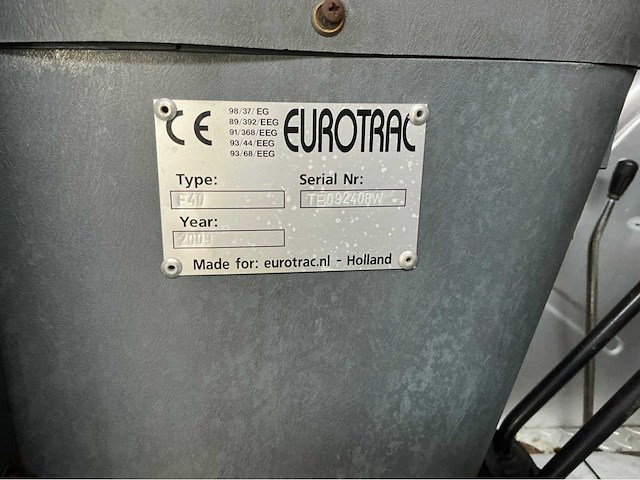 CE
98/37/EG
89/392/EEG
91/368/EEG
93/44/EEG
93/68/EEG
EUROTRAC
Type: Serial Nr:
F40 TE092408W
Year:
2009
Made for: eurotrac.nl - Holland